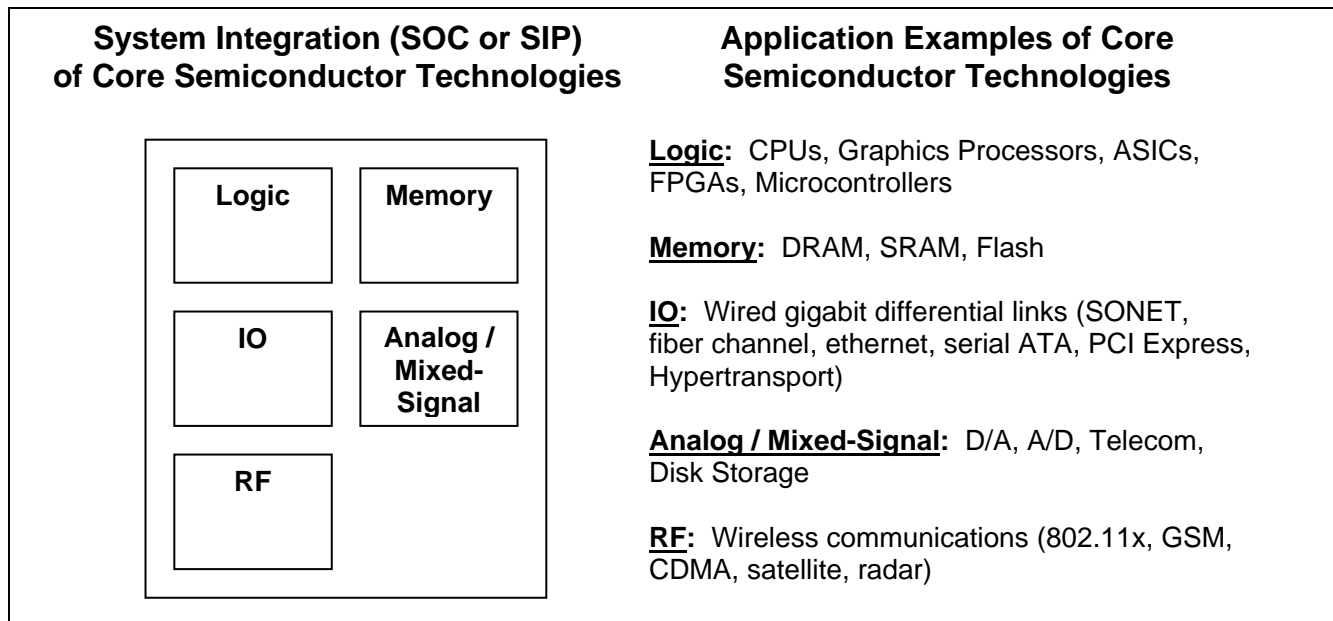 System Integration (SOC or SIP)
of Core Semiconductor Technologies
Logic
Memory
IO
Analog /
Mixed-
Signal
RF
Application Examples of Core
Semiconductor Technologies
Logic: CPUs, Graphics Processors, ASICs,
FPGAs, Microcontrollers
Memory: DRAM, SRAM, Flash
IO: Wired gigabit differential links (SONET,
fiber channel, ethernet, serial ATA, PCI Express,
Hypertransport)
Analog / Mixed-Signal: D/A, A/D, Telecom,
Disk Storage
RF: Wireless communications (802.11x, GSM,
CDMA, satellite, radar)